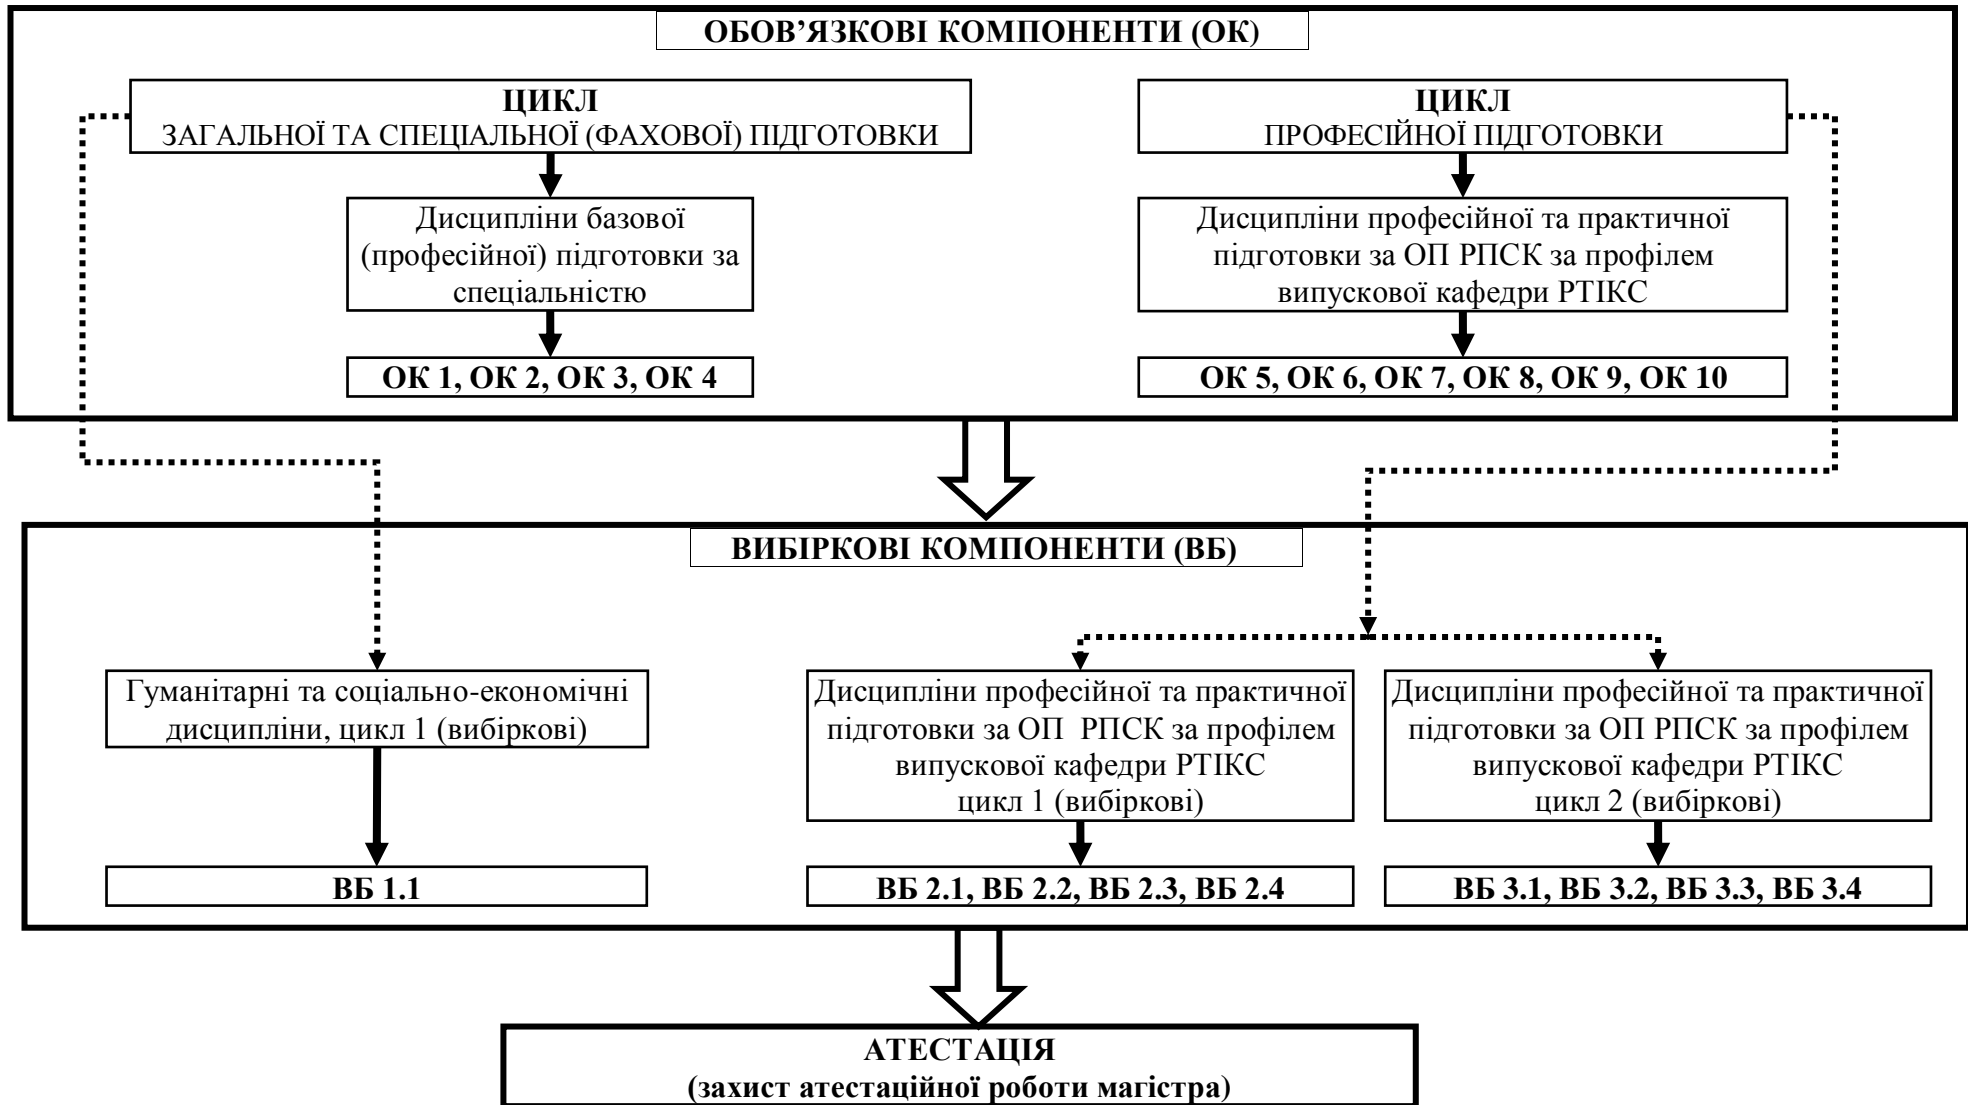 ОБОВ’ЯЗКОВІ КОМПОНЕНТИ (ОК)
ЦИКЛ
ЗАГАЛЬНОЇ ТА СПЕЦІАЛЬНОЇ (ФАХОВОЇ) ПІДГОТОВКИ
ЦИКЛ
ПРОФЕСІЙНОЇ ПІДГОТОВКИ
Дисципліни базової
(професійної) підготовки за
спеціальністю
Дисципліни професійної та практичної
підготовки за ОП РПСК за профілем
випускової кафедри РТІКС
ОК 1, ОК 2, ОК 3, ОК 4
ОК 5, ОК 6, ОК 7, ОК 8, ОК 9, ОК 10
ВИБІРКОВІ КОМПОНЕНТИ (ВБ)
Гуманітарні та соціально-економічні
дисципліни, цикл 1 (вибіркові)
Дисципліни професійної та практичної
підготовки за ОП РПСК за профілем
випускової кафедри РТІКС
цикл 1 (вибіркові)
Дисципліни професійної та практичної
підготовки за ОП РПСК за профілем
випускової кафедри РТІКС
цикл 2 (вибіркові)
ВБ 1.1
ВБ 2.1, ВБ 2.2, ВБ 2.3, ВБ 2.4
ВБ 3.1, ВБ 3.2, ВБ 3.3, ВБ 3.4
АТЕСТАЦІЯ
(захист атестаційної роботи магістра)